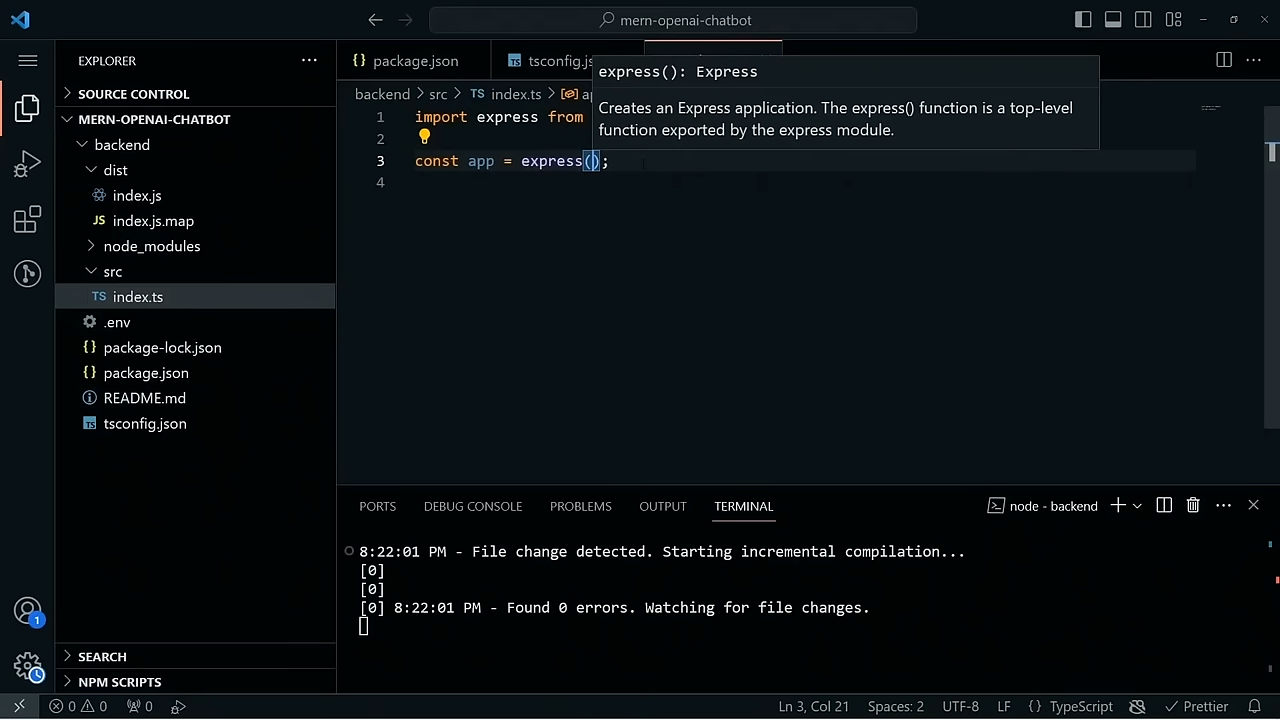 mern-openai-chatbot
EXPLORER
SOURCE CONTROL
MERN-OPENAI-CHATBOT
backend
dist
index.js
JS index.js.map
node_modules
src
TS index.ts
.env
{} package-lock.json
{} package.json
README.md
TS tsconfig.json
SEARCH
NPM SCRIPTS
1
{} package.json
TS tsconfig.js
backend > src > TS index.ts >
express(): Express
Creates an Express application. The express() function is a top-level
function exported by the express module.
1 import express from
2
3 const app = express();
4
PORTS
DEBUG CONSOLE
PROBLEMS
OUTPUT
TERMINAL
node - backend
8:22:01 PM - File change detected. Starting incremental compilation...
[0]
[0]
[0] 8:22:01 PM - Found 0 errors. Watching for file changes.
0 0
0
Ln 3, Col 21
Spaces: 2
UTF-8
LF
{} TypeScript
Prettier